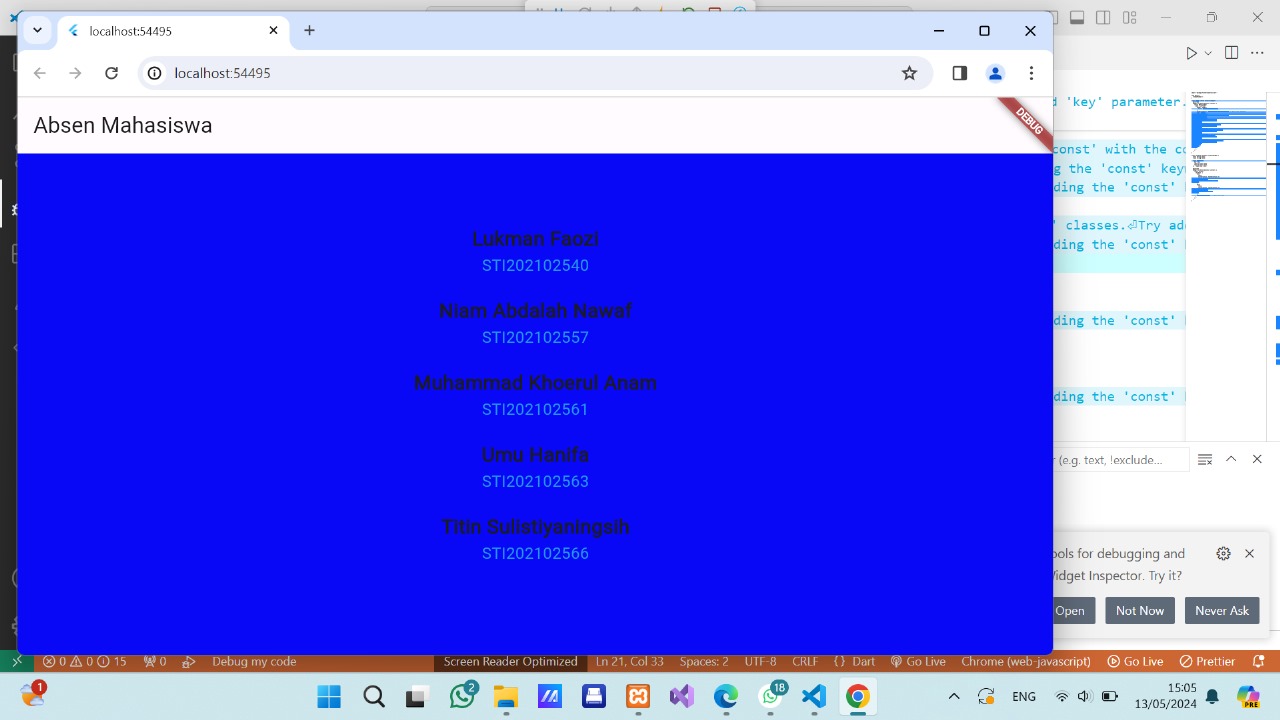 localhost:54495
localhost:54495
Absen Mahasiswa
DEBUG
Lukman Faozi
STI202102540
Niam Abdalah Nawaf
STI202102557
Muhammad Khoerul Anam
STI202102561
Umu Hanifa
STI202102563
Titin Sulistiyaningsih
STI202102566
'key' parameter.
const' with the
the 'const'
ding the 'const'
classes.⏎Try
ding the 'const'
ding the 'const'
ding the 'const'
(e.g. text, !exclude...
ools for debugging and
Widget Inspector. Try it?
Open Not Now Never Ask
0 0 15 0 Debug my code Screen Reader Optimized Ln 21, Col 33 Spaces: 2 UTF-8 CRLF {} Dart Go Live Chrome (web-javascript) Go Live Prettier
1 2 18 ENG 15:05 PRE
13/05/2024